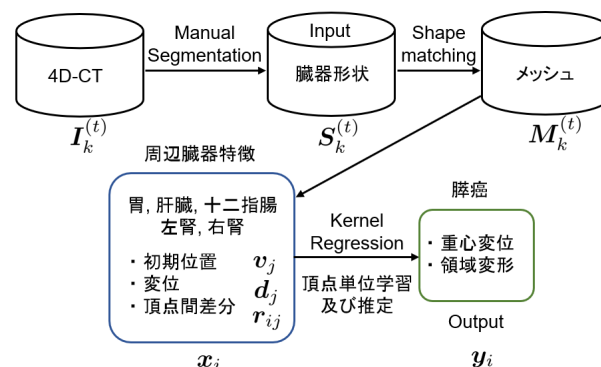 Manual
Segmentation
Shape
matching
4D-CT
Input
臓器形状
メッシュ
I_k^{(t)}
S_k^{(t)}
M_k^{(t)}
周辺臓器特徴
胃, 肝臓, 十二指腸
左腎, 右腎
・初期位置 v_j
・変位 d_j
・頂点間差分 r_{ij}
x_i
Kernel
Regression
頂点単位学習
及び推定
膵癌
・重心変位
・領域変形
Output
y_i